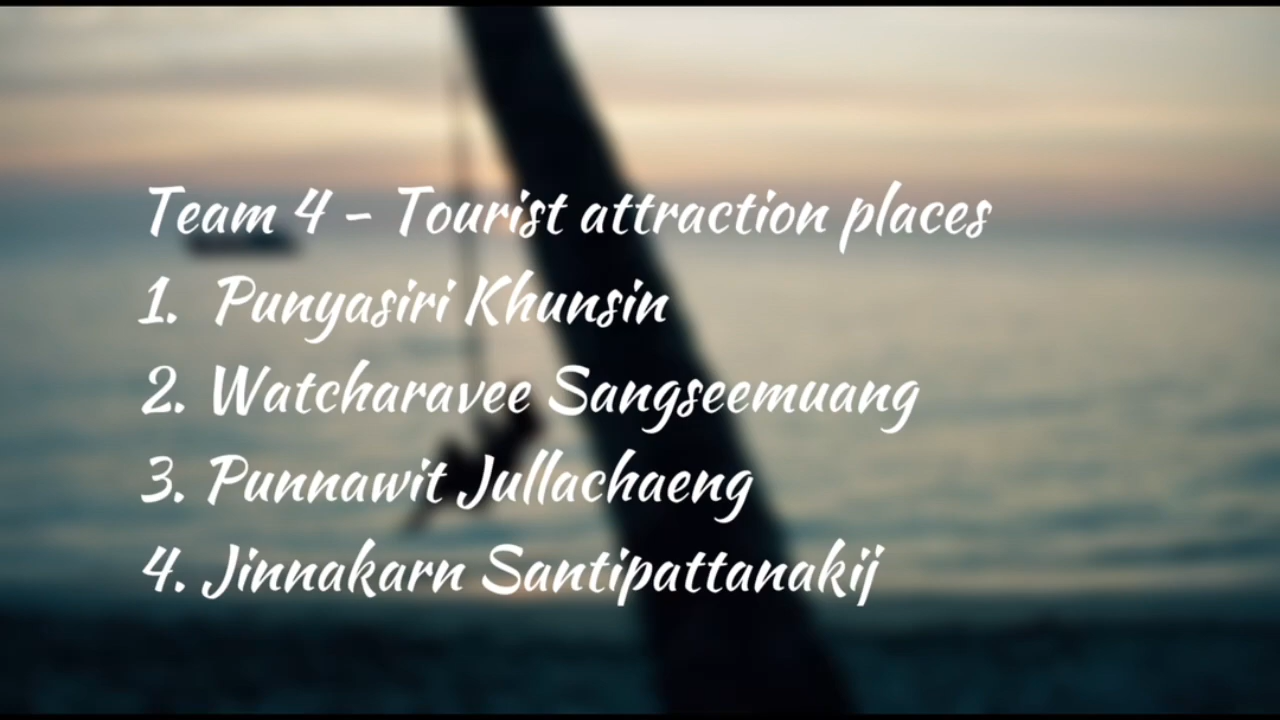 Team 4 - Tourist attraction places
1. Punyasiri Khunsin
2. Watcharavee Sangseemuang
3. Punnawit Jullachaeng
4. Jinnakarn Santipattanakij